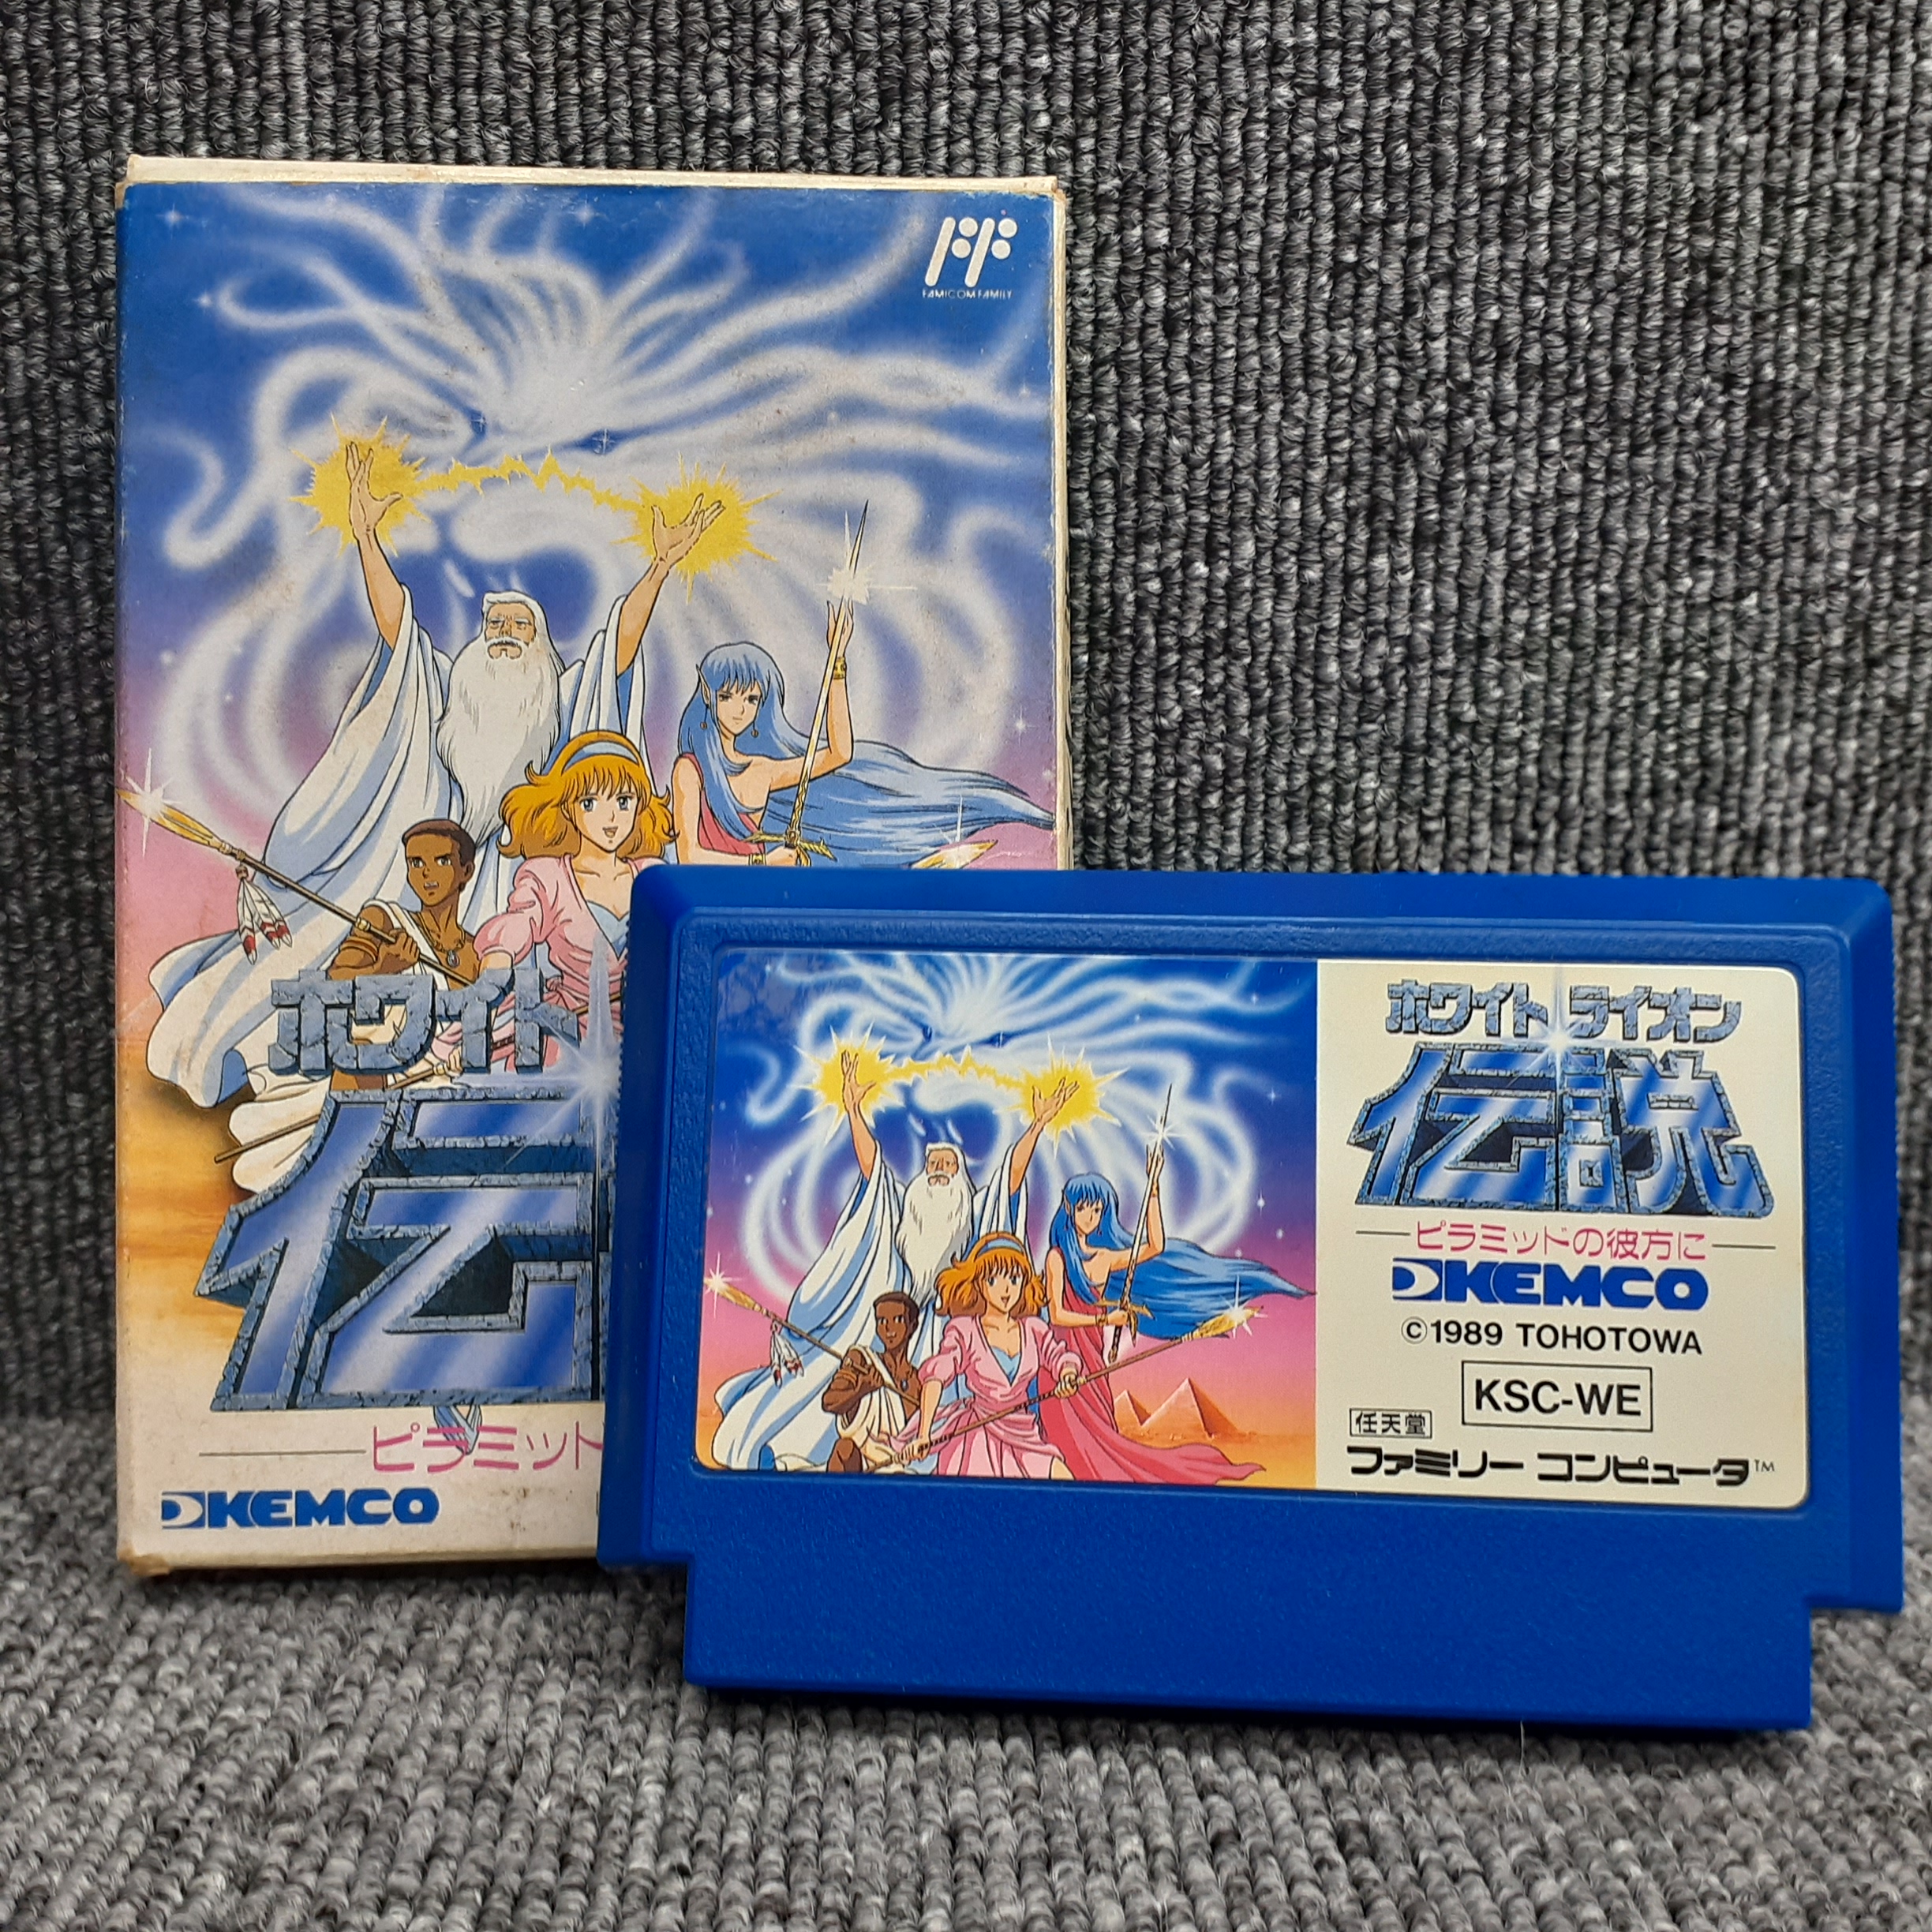 FAMICOM FAMILY
ホワイト
伝
ピラミット
KEMCO
ホワイト ライオン
伝説
ピラミッドの彼方に
KEMCO
©1989 TOHOTOWA
KSC-WE
任天堂
ファミリー コンピュータ™